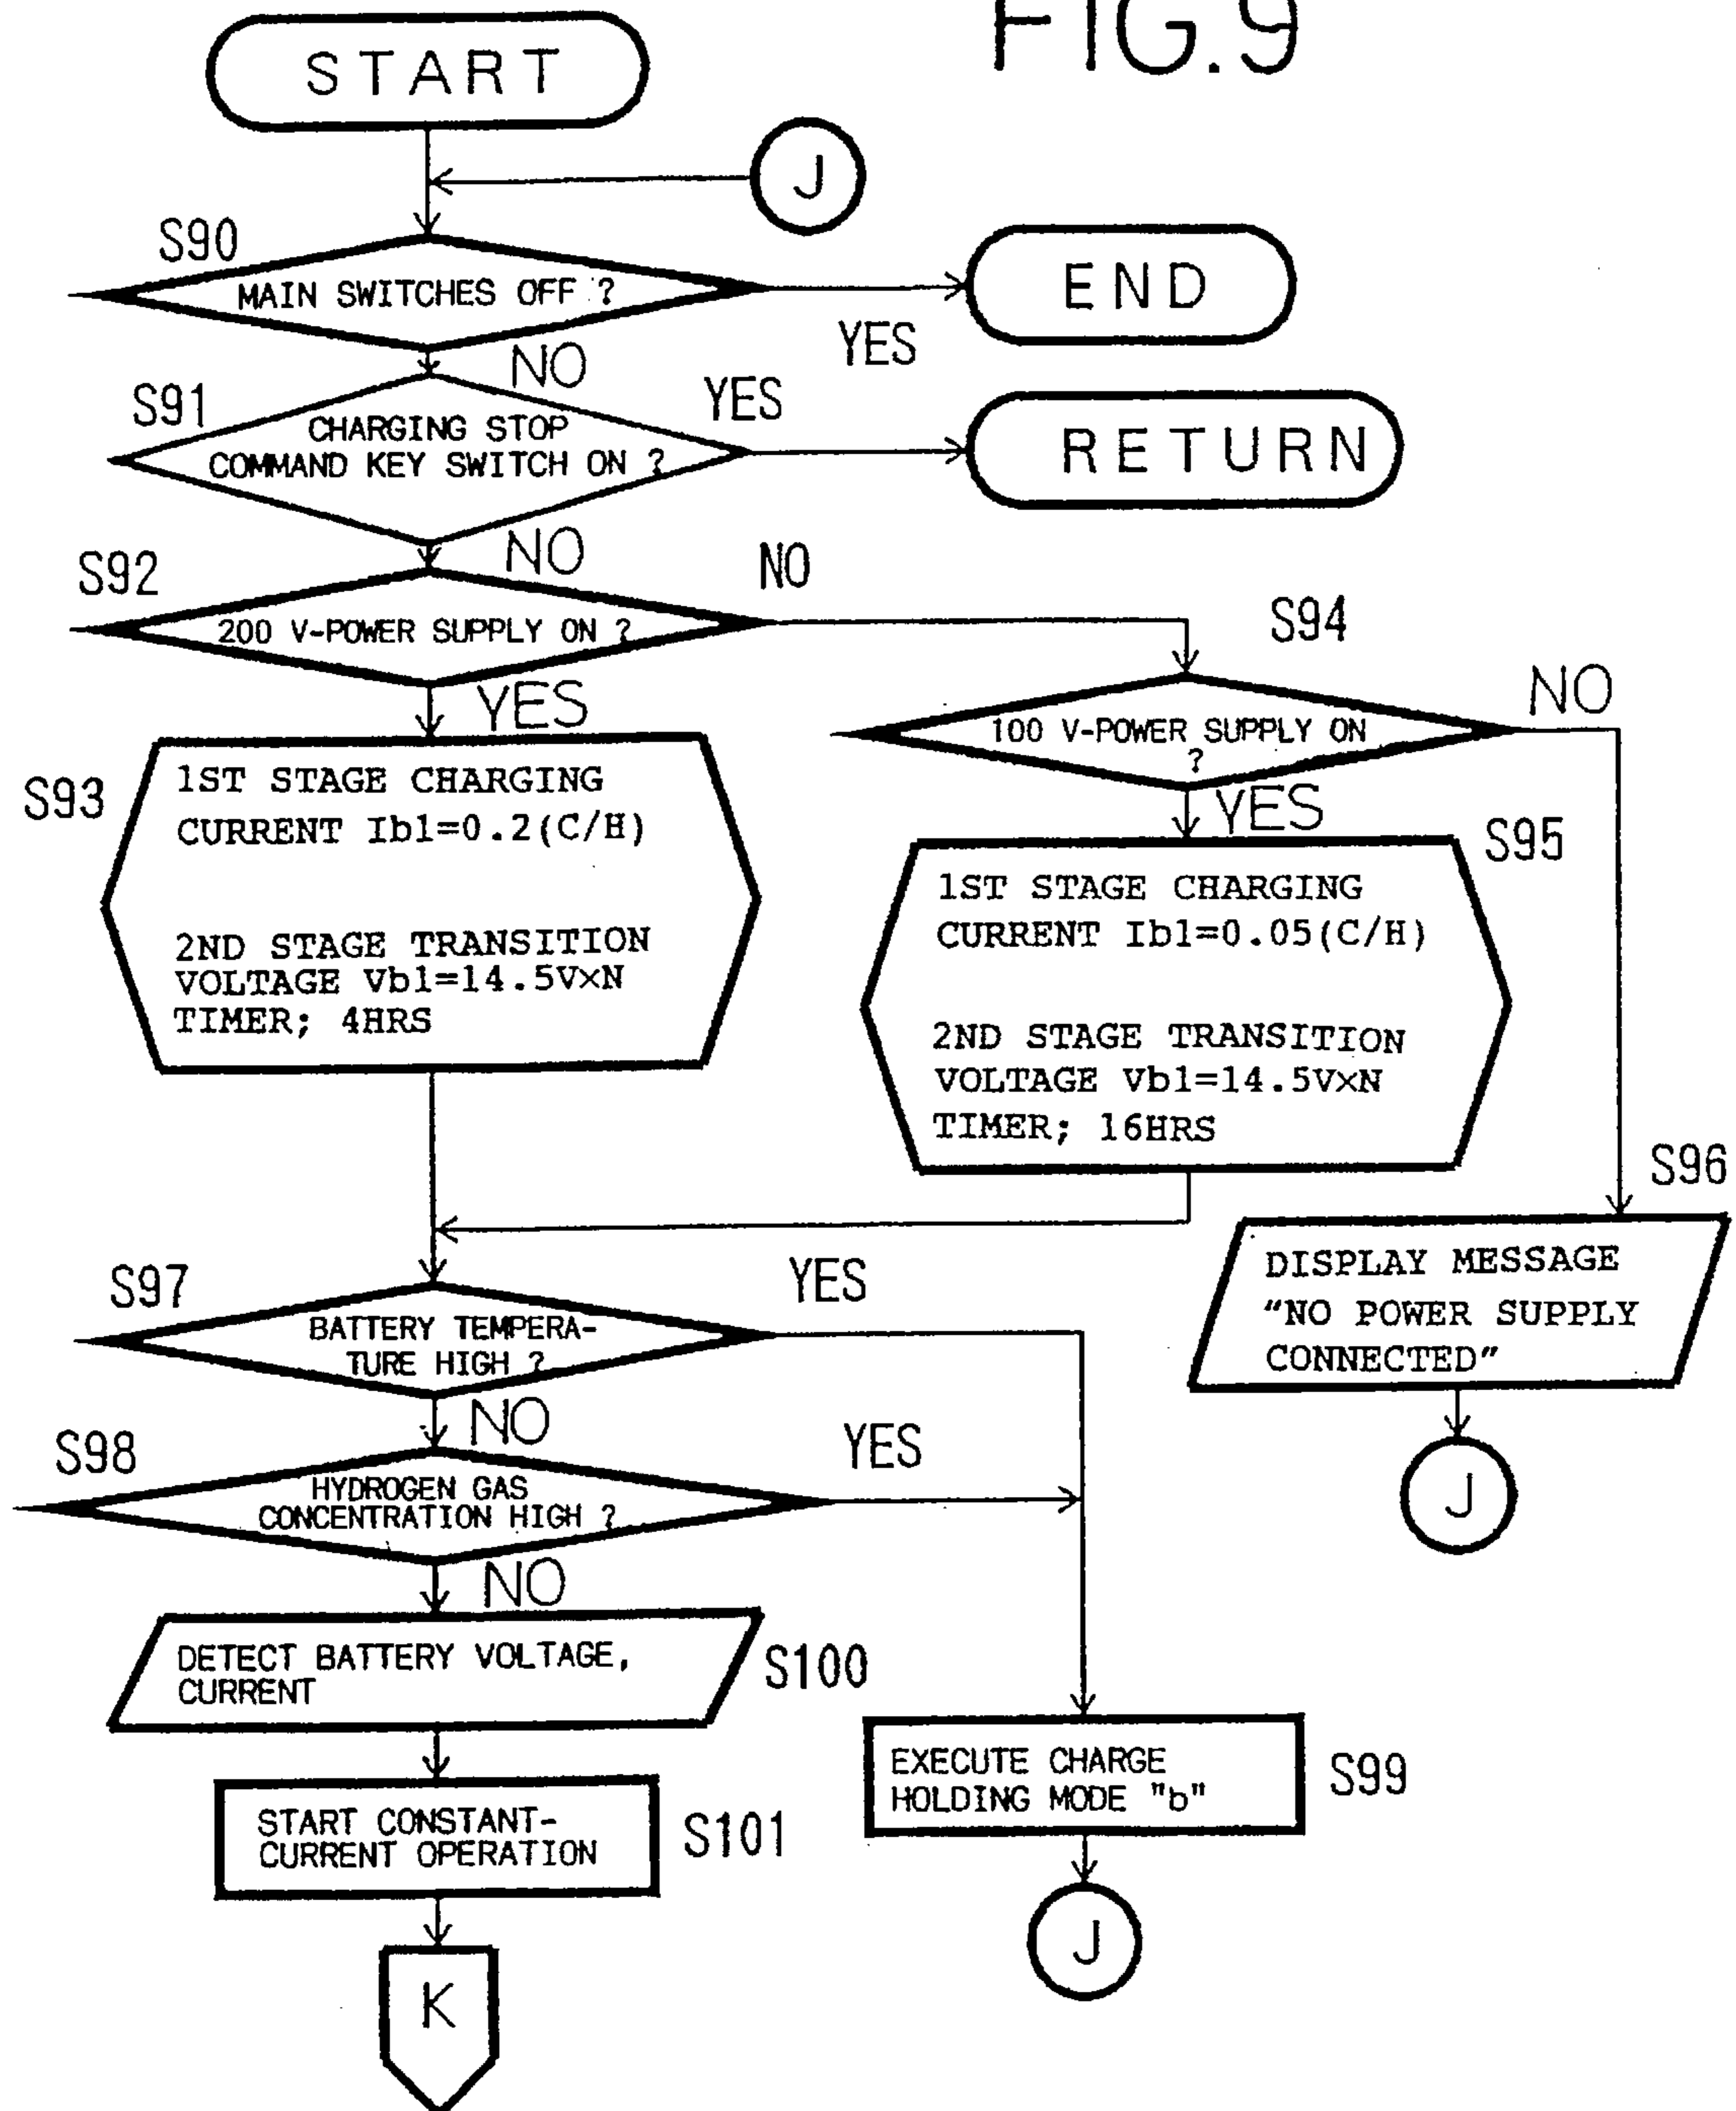 FIG.9
START
J
S90
MAIN SWITCHES OFF ?
END
YES
NO
S91
YES
CHARGING STOP
COMMAND KEY SWITCH ON ?
RETURN
NO
S92
NO
200 V-POWER SUPPLY ON ?
S94
YES
NO
100 V-POWER SUPPLY ON
?
S93
1ST STAGE CHARGING
CURRENT Ib1=0.2(C/H)
2ND STAGE TRANSITION
VOLTAGE Vb1=14.5V×N
TIMER; 4HRS
YES
S95
1ST STAGE CHARGING
CURRENT Ib1=0.05(C/H)
2ND STAGE TRANSITION
VOLTAGE Vb1=14.5V×N
TIMER; 16HRS
S96
DISPLAY MESSAGE
"NO POWER SUPPLY
CONNECTED"
J
S97
YES
BATTERY TEMPERA-
TURE HIGH ?
NO
S98
YES
HYDROGEN GAS
CONCENTRATION HIGH ?
NO
DETECT BATTERY VOLTAGE,
CURRENT
S100
EXECUTE CHARGE
HOLDING MODE "b"
S99
START CONSTANT-
CURRENT OPERATION
S101
J
K